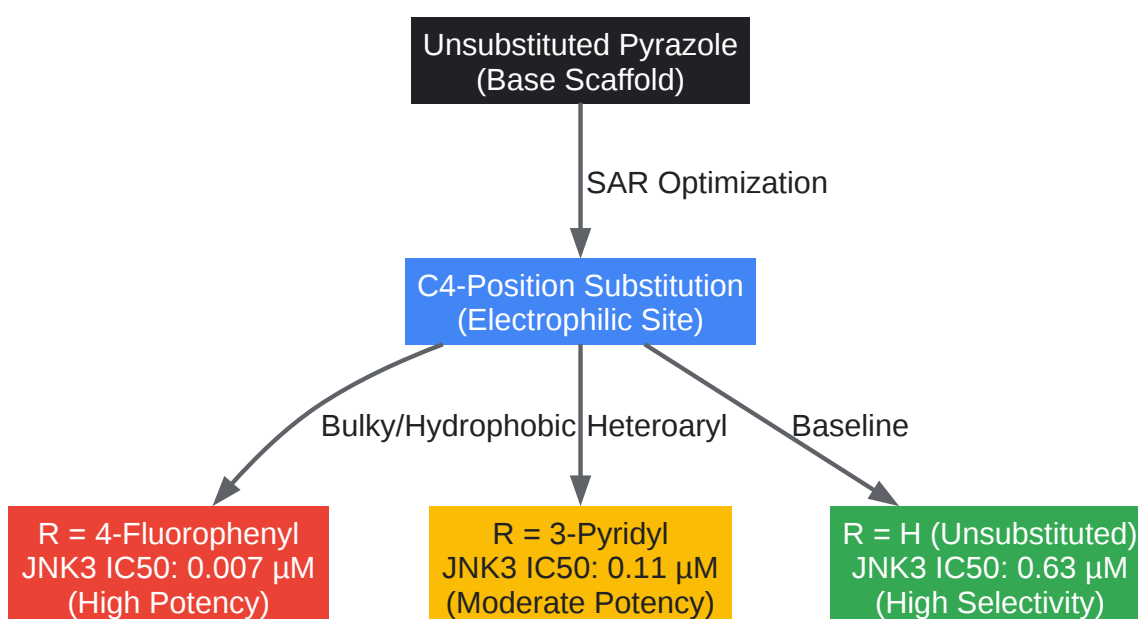 Unsubstituted Pyrazole
(Base Scaffold)
SAR Optimization
C4-Position Substitution
(Electrophilic Site)
Bulky/Hydrophobic
Heteroaryl
Baseline
R = 4-Fluorophenyl
JNK3 IC50: 0.007 µM
(High Potency)
R = 3-Pyridyl
JNK3 IC50: 0.11 µM
(Moderate Potency)
R = H (Unsubstituted)
JNK3 IC50: 0.63 µM
(High Selectivity)